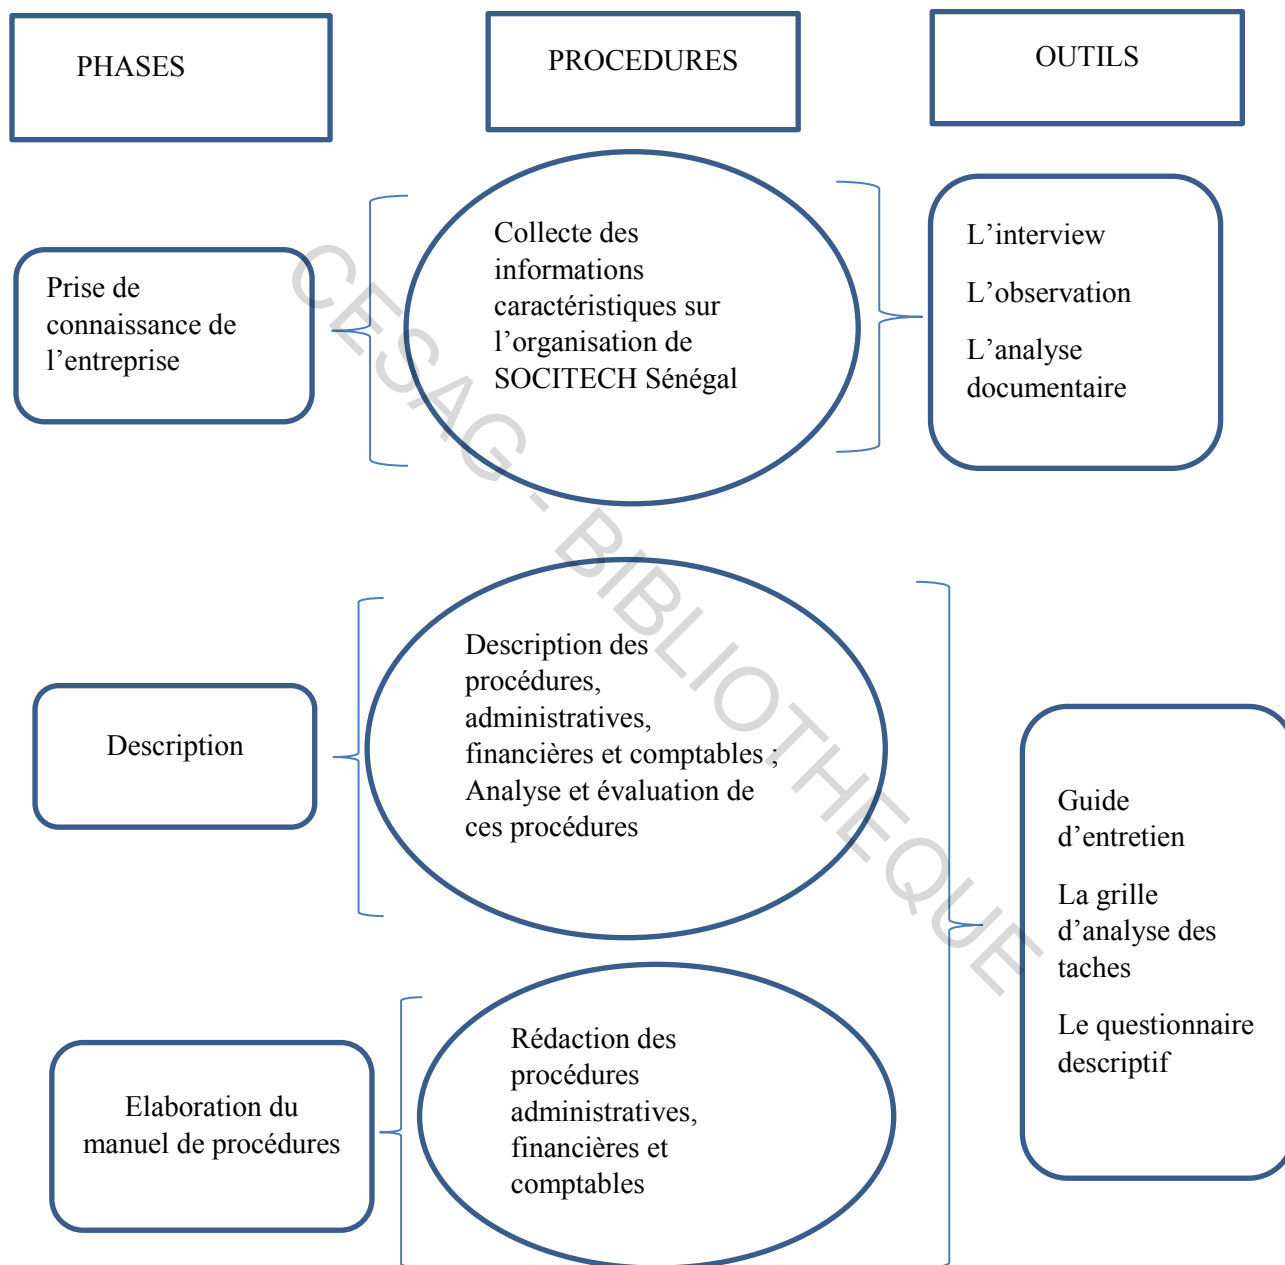 PHASES
PROCEDURES
OUTILS
Prise de
connaissance de
l’entreprise
Collecte des
informations
caractéristiques sur
l’organisation de
SOCITECH Sénégal
L’interview
L’observation
L’analyse
documentaire
Description
Description des
procédures,
administratives,
financières et comptables ;
Analyse et évaluation de
ces procédures
Guide
d’entretien
La grille
d’analyse des
taches
Le questionnaire
descriptif
Elaboration du
manuel de procédures
Rédaction des
procédures
administratives,
financières et
comptables
CESAG - BIBLIOTHEQUE